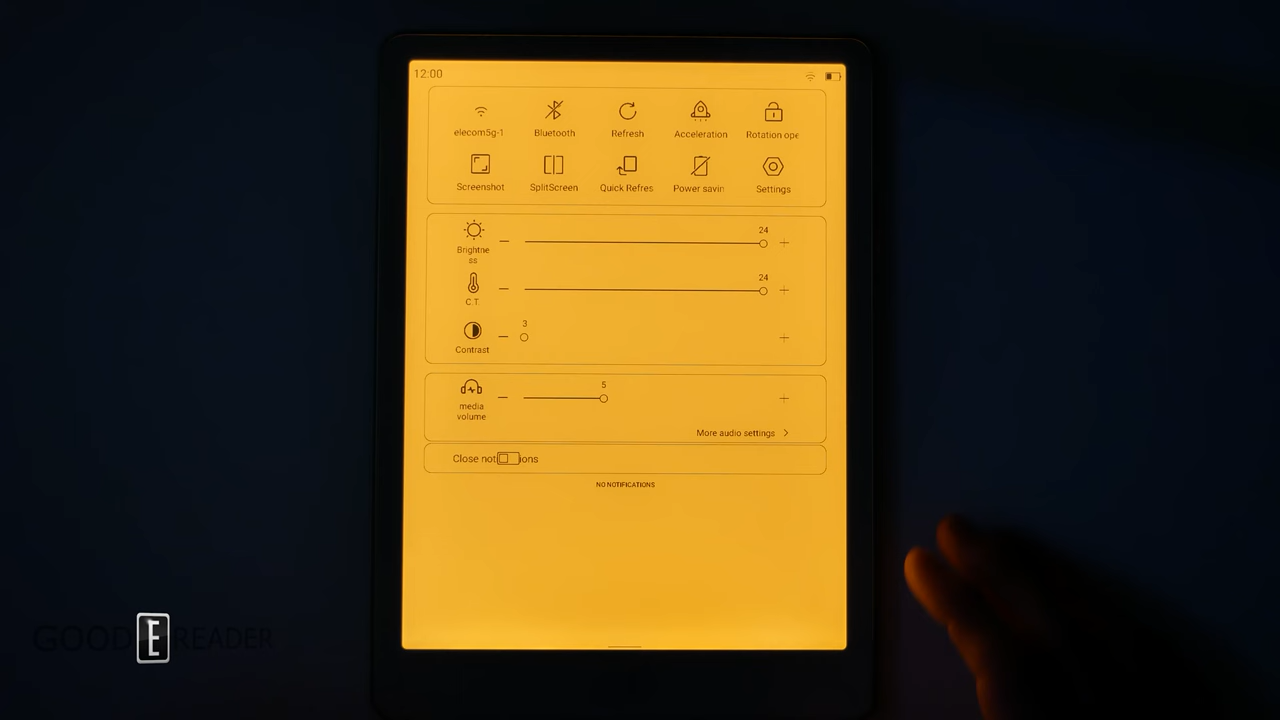 12:00
elecom5g-1 Bluetooth Refresh Acceleration Rotation ope
Screenshot SplitScreen Quick Refres Power savin Settings
24
Brightne
ss
24
C.T.
3
Contrast
5
media
volume
More audio settings
Close not ions
NO NOTIFICATIONS
GOOD E READER